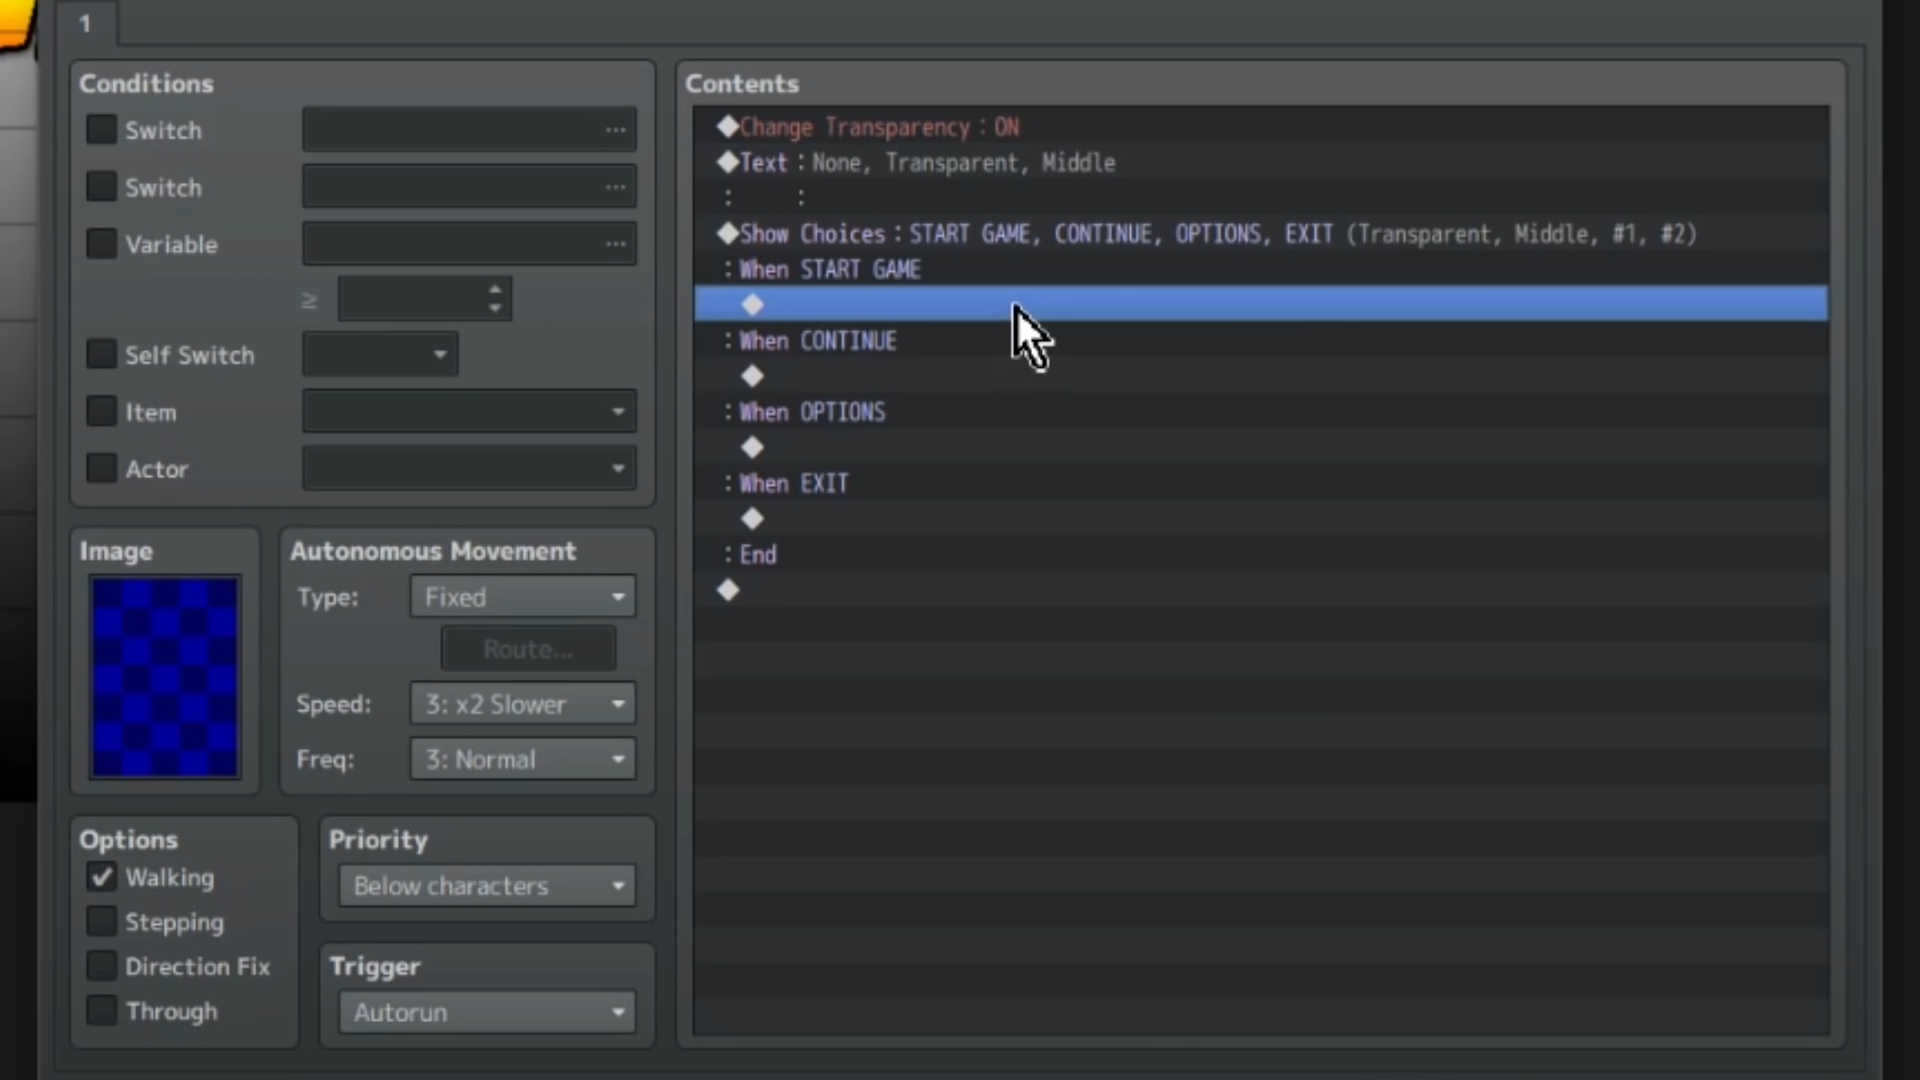 1
Conditions
Switch ...
Switch ...
Variable ...
≥
Self Switch
Item
Actor
Image
Autonomous Movement
Type: Fixed
Route...
Speed: 3: x2 Slower
Freq: 3: Normal
Options
Walking
Stepping
Direction Fix
Through
Priority
Below characters
Trigger
Autorun
Contents
◆Change Transparency：ON
◆Text：None, Transparent, Middle
：　　：
◆Show Choices：START GAME, CONTINUE, OPTIONS, EXIT (Transparent, Middle, #1, #2)
：When START GAME
◆
：When CONTINUE
◆
：When OPTIONS
◆
：When EXIT
◆
：End
◆